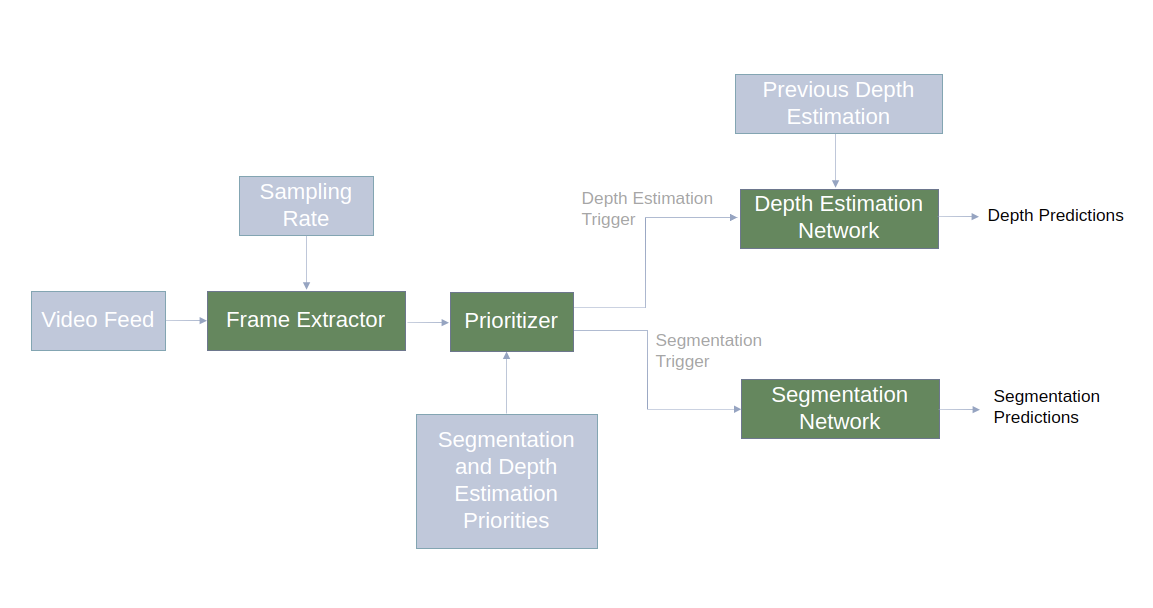 Previous Depth
Estimation
Sampling
Rate
Depth Estimation
Trigger
Depth Estimation
Network
Depth Predictions
Video Feed
Frame Extractor
Prioritizer
Segmentation
Trigger
Segmentation
Network
Segmentation
Predictions
Segmentation
and Depth
Estimation
Priorities